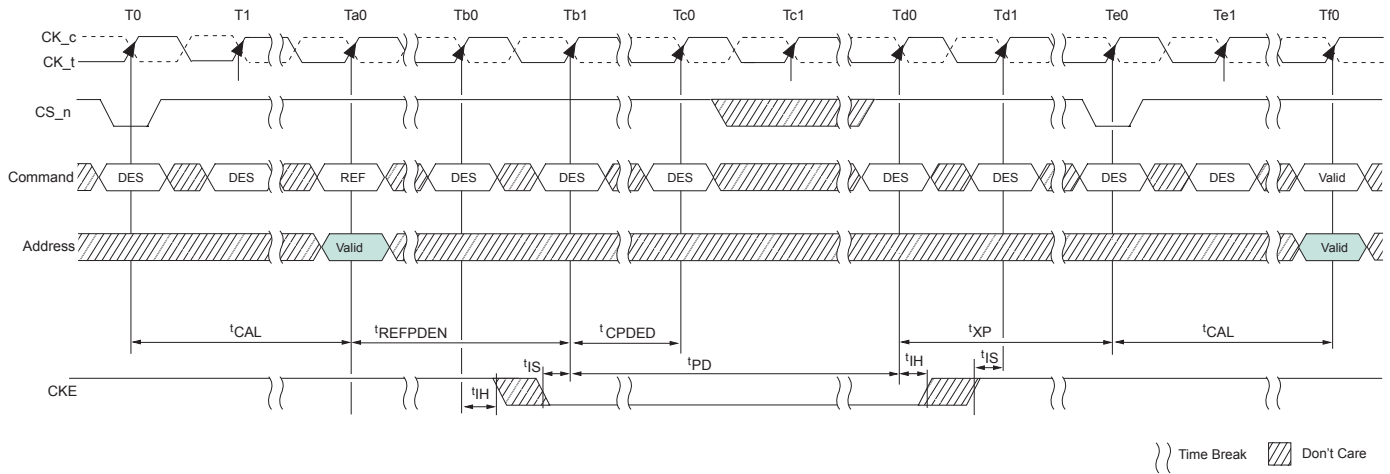 T0 T1 Ta0 Tb0 Tb1 Tc0 Tc1 Td0 Td1 Te0 Te1 Tf0
CK_c
CK_t
CS_n
Command DES DES REF DES DES DES DES DES DES DES Valid
Address Valid Valid
tCAL tREFPDEN tCPDED tXP tCAL
tIS tPD tIH tIS
CKE tIH
Time Break Don't Care